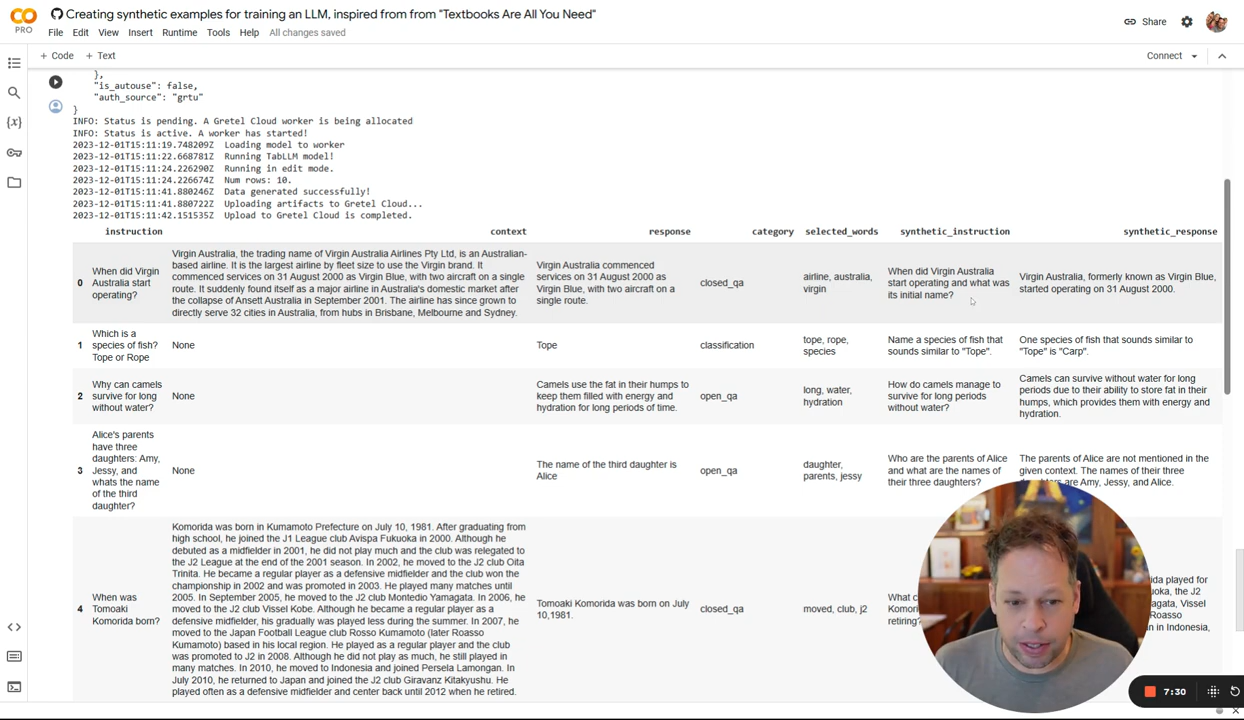 PRO
Creating synthetic examples for training an LLM, inspired from from "Textbooks Are All You Need"
Share
File Edit View Insert Runtime Tools Help All changes saved
+ Code + Text
Connect
},
"is_autouse": false,
"auth_source": "grtu"
}
INFO: Status is pending. A Gretel Cloud worker is being allocated
INFO: Status is active. A worker has started!
2023-12-01T15:11:19.748209Z Loading model to worker
2023-12-01T15:11:22.668781Z Running TabLLM model!
2023-12-01T15:11:24.226290Z Running in edit mode.
2023-12-01T15:11:24.226674Z Num rows: 10.
2023-12-01T15:11:41.880246Z Data generated successfully!
2023-12-01T15:11:41.880722Z Uploading artifacts to Gretel Cloud...
2023-12-01T15:11:42.151535Z Upload to Gretel Cloud is completed.
instruction context response category selected_words synthetic_instruction synthetic_response
0
When did Virgin
Australia start
operating?
Virgin Australia, the trading name of Virgin Australia Airlines Pty Ltd, is an Australian-
based airline. It is the largest airline by fleet size to use the Virgin brand. It
commenced services on 31 August 2000 as Virgin Blue, with two aircraft on a single
route. It suddenly found itself as a major airline in Australia's domestic market after
the collapse of Ansett Australia in September 2001. The airline has since grown to
directly serve 32 cities in Australia, from hubs in Brisbane, Melbourne and Sydney.
Virgin Australia commenced
services on 31 August 2000 as
Virgin Blue, with two aircraft on a
single route.
closed_qa
airline, australia,
virgin
When did Virgin Australia
start operating and what was
its initial name?
Virgin Australia, formerly known as Virgin Blue,
started operating on 31 August 2000.
1
Which is a
species of fish?
Tope or Rope
None
Tope
classification
tope, rope,
species
Name a species of fish that
sounds similar to "Tope".
One species of fish that sounds similar to
"Tope" is "Carp".
2
Why can camels
survive for long
without water?
None
Camels use the fat in their humps to
keep them filled with energy and
hydration for long periods of time.
open_qa
long, water,
hydration
How do camels manage to
survive for long periods
without water?
Camels can survive without water for long
periods due to their ability to store fat in their
humps, which provides them with energy and
hydration.
3
Alice's parents
have three
daughters: Amy,
Jessy, and
whats the name
of the third
daughter?
None
The name of the third daughter is
Alice
open_qa
daughter,
parents, jessy
Who are the parents of Alice
and what are the names of
their three daughters?
The parents of Alice are not mentioned in the
given context. The names of their three
are Amy, Jessy, and Alice.
4
When was
Tomoaki
Komorida born?
Komorida was born in Kumamoto Prefecture on July 10, 1981. After graduating from
high school, he joined the J1 League club Avispa Fukuoka in 2000. Although he
debuted as a midfielder in 2001, he did not play much and the club was relegated to
the J2 League at the end of the 2001 season. In 2002, he moved to the J2 club Oita
Trinita. He became a regular player as a defensive midfielder and the club won the
championship in 2002 and was promoted in 2003. He played many matches until
2005. In September 2005, he moved to the J2 club Montedio Yamagata. In 2006, he
moved to the J2 club Vissel Kobe. Although he became a regular player as a
defensive midfielder, his gradually was played less during the summer. In 2007, he
moved to the Japan Football League club Rosso Kumamoto (later Roasso
Kumamoto) based in his local region. He played as a regular player and the club
was promoted to J2 in 2008. Although he did not play as much, he still played in
many matches. In 2010, he moved to Indonesia and joined Persela Lamongan. In
July 2010, he returned to Japan and joined the J2 club Giravanz Kitakyushu. He
played often as a defensive midfielder and center back until 2012 when he retired.
Tomoaki Komorida was born on July
10,1981.
closed_qa
moved, club, j2
What
Komori
retiring?
played for
the J2
Vissel
Roasso
in Indonesia,
7:30